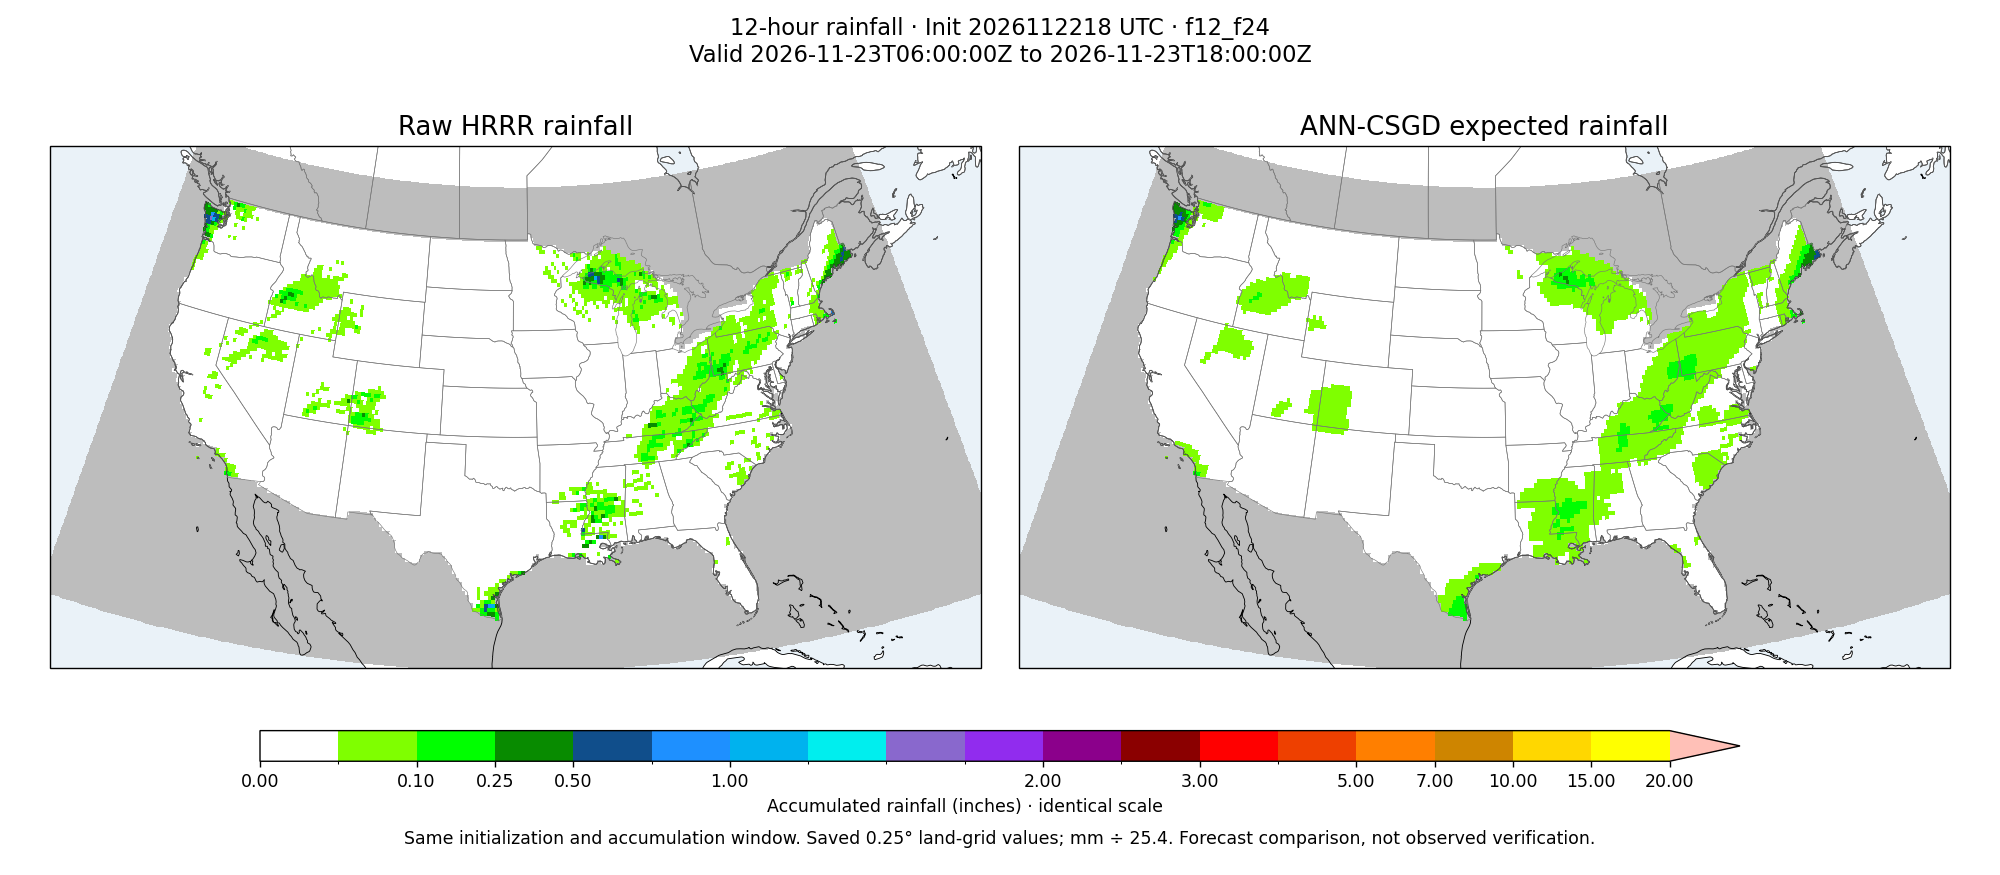 12-hour rainfall · Init 2026112218 UTC · f12_f24
Valid 2026-11-23T06:00:00Z to 2026-11-23T18:00:00Z
Raw HRRR rainfall
ANN-CSGD expected rainfall
0.00 0.10 0.25 0.50 1.00 2.00 3.00 5.00 7.00 10.00 15.00 20.00
Accumulated rainfall (inches) · identical scale
Same initialization and accumulation window. Saved 0.25° land-grid values; mm ÷ 25.4. Forecast comparison, not observed verification.